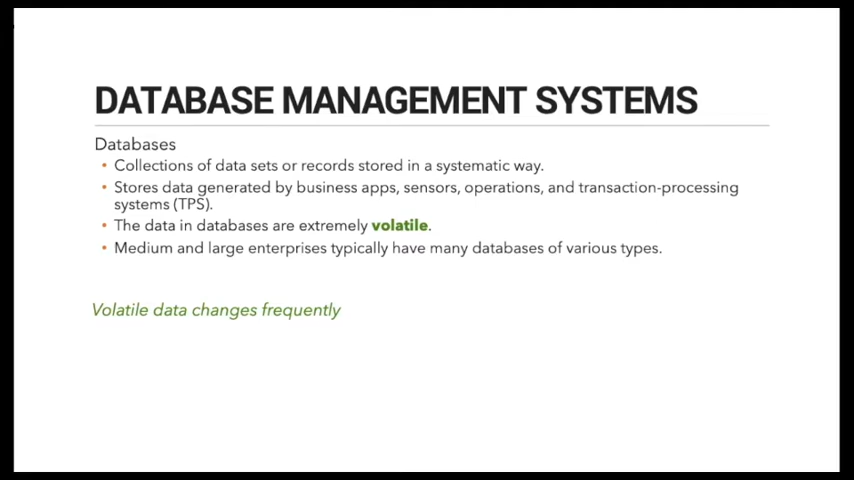 DATABASE MANAGEMENT SYSTEMS
Databases
• Collections of data sets or records stored in a systematic way.
• Stores data generated by business apps, sensors, operations, and transaction-processing
systems (TPS).
• The data in databases are extremely volatile.
• Medium and large enterprises typically have many databases of various types.
Volatile data changes frequently